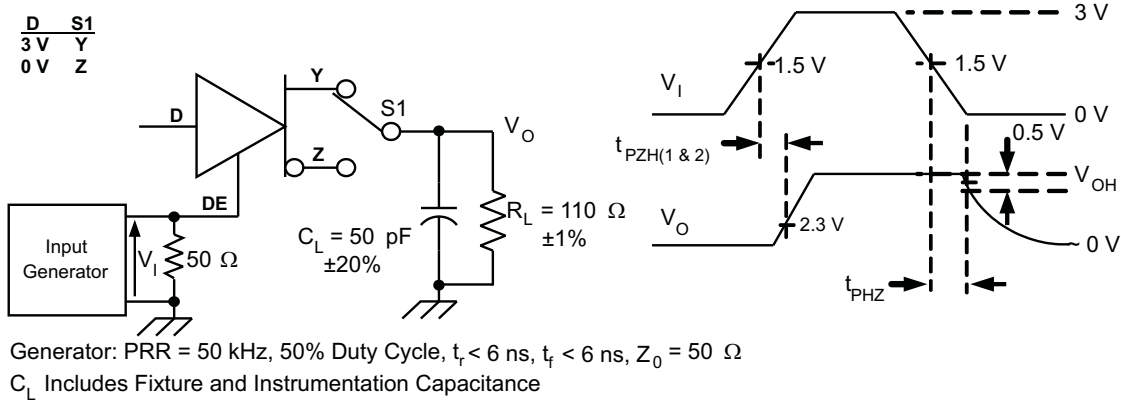 D S1
3 V Y
0 V Z
D
Y
Z
S1
V_O
DE
Input
Generator
V_I
50 Ω
C_L = 50 pF
±20%
R_L = 110 Ω
±1%
V_I
3 V
1.5 V
1.5 V
0 V
0.5 V
t_PZH(1 & 2)
V_OH
V_O
2.3 V
~ 0 V
t_PHZ
Generator: PRR = 50 kHz, 50% Duty Cycle, t_r < 6 ns, t_f < 6 ns, Z_0 = 50 Ω
C_L Includes Fixture and Instrumentation Capacitance